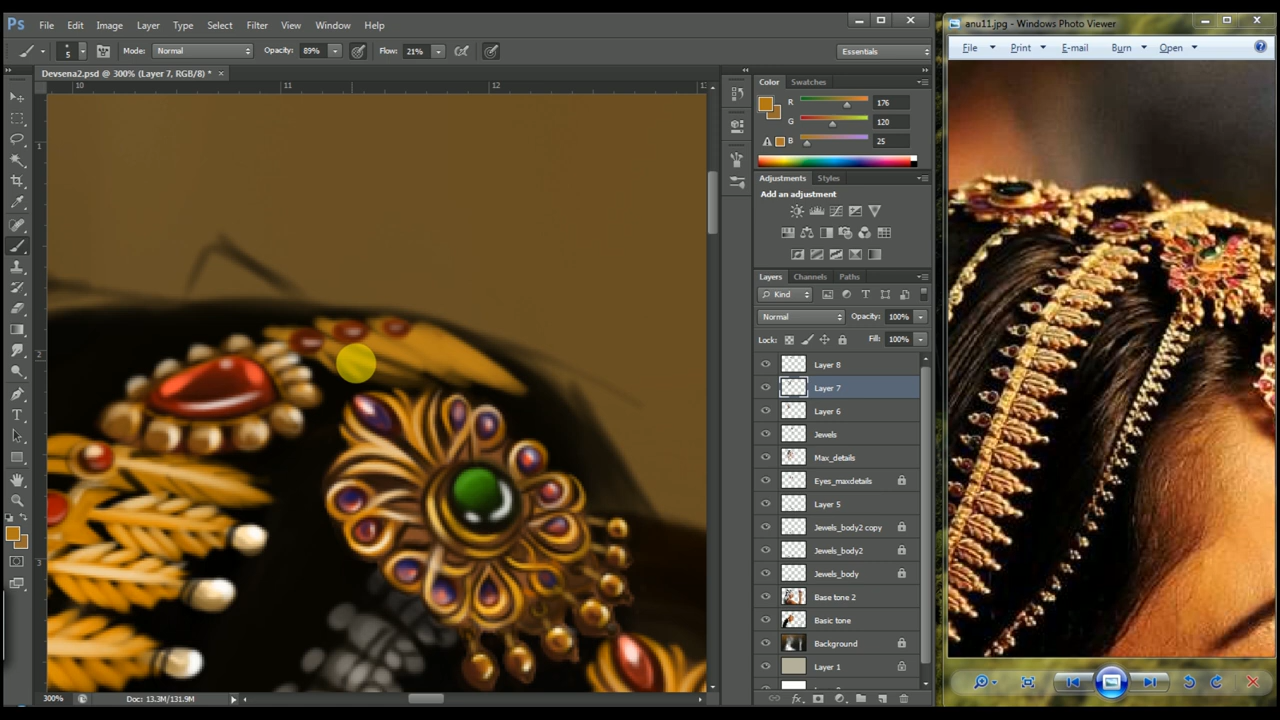 Ps File Edit Image Layer Type Select Filter View Window Help
anu11.jpg - Windows Photo Viewer
5 Mode: Normal Opacity: 89% Flow: 21% Essentials
File Print E-mail Burn Open
Devsena2.psd @ 300% (Layer 7, RGB/8) * ×
10 11 12
1
2
3
Color Swatches
R 176
G 120
B 25
Adjustments Styles
Add an adjustment
Layers Channels Paths
Kind
Normal Opacity: 100%
Lock: Fill: 100%
Layer 8
Layer 7
Layer 6
Jewels
Max_details
Eyes_maxdetails
Layer 5
Jewels_body2 copy
Jewels_body2
Jewels_body
Base tone 2
Basic tone
Background
Layer 1
300% Doc: 13.3M/131.9M